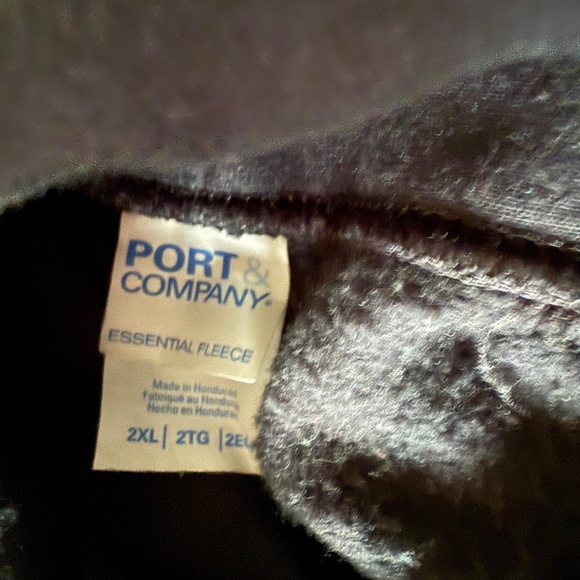 PORT &
COMPANY®
ESSENTIAL FLEECE
Made in Honduras
Fabriqué au Honduras
Hecho en Honduras
2XL | 2TG |